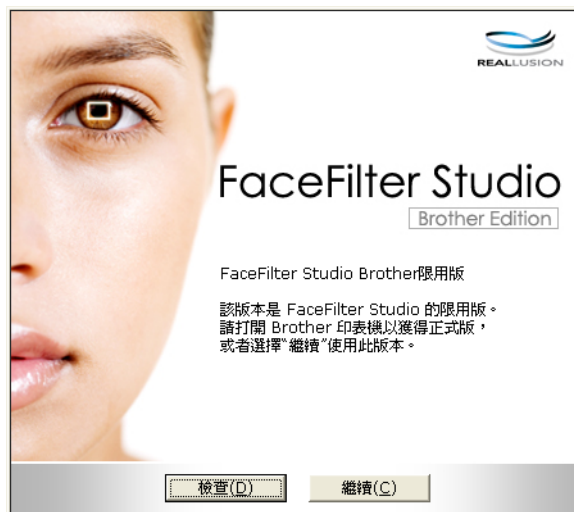 REALLUSION
FaceFilter Studio
Brother Edition
FaceFilter Studio Brother限用版
該版本是 FaceFilter Studio 的限用版。
請打開 Brother 印表機以獲得正式版，
或者選擇“繼續”使用此版本。
檢查(D)
繼續(C)